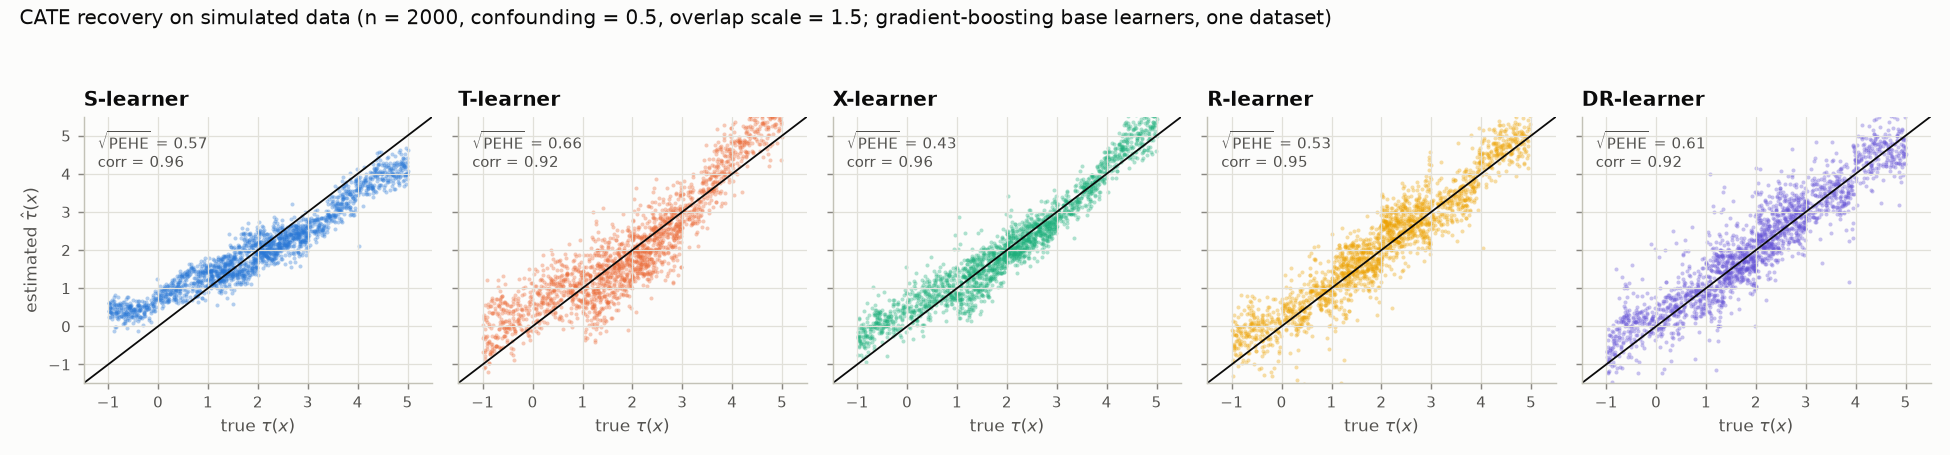 CATE recovery on simulated data (n = 2000, confounding = 0.5, overlap scale = 1.5; gradient-boosting base learners, one dataset)
S-learner
√PEHE = 0.57
corr = 0.96
5
4
3
2
1
0
−1
estimated τ̂(x)
−1 0 1 2 3 4 5
true τ(x)
T-learner
√PEHE = 0.66
corr = 0.92
−1 0 1 2 3 4 5
true τ(x)
X-learner
√PEHE = 0.43
corr = 0.96
−1 0 1 2 3 4 5
true τ(x)
R-learner
√PEHE = 0.53
corr = 0.95
−1 0 1 2 3 4 5
true τ(x)
DR-learner
√PEHE = 0.61
corr = 0.92
−1 0 1 2 3 4 5
true τ(x)